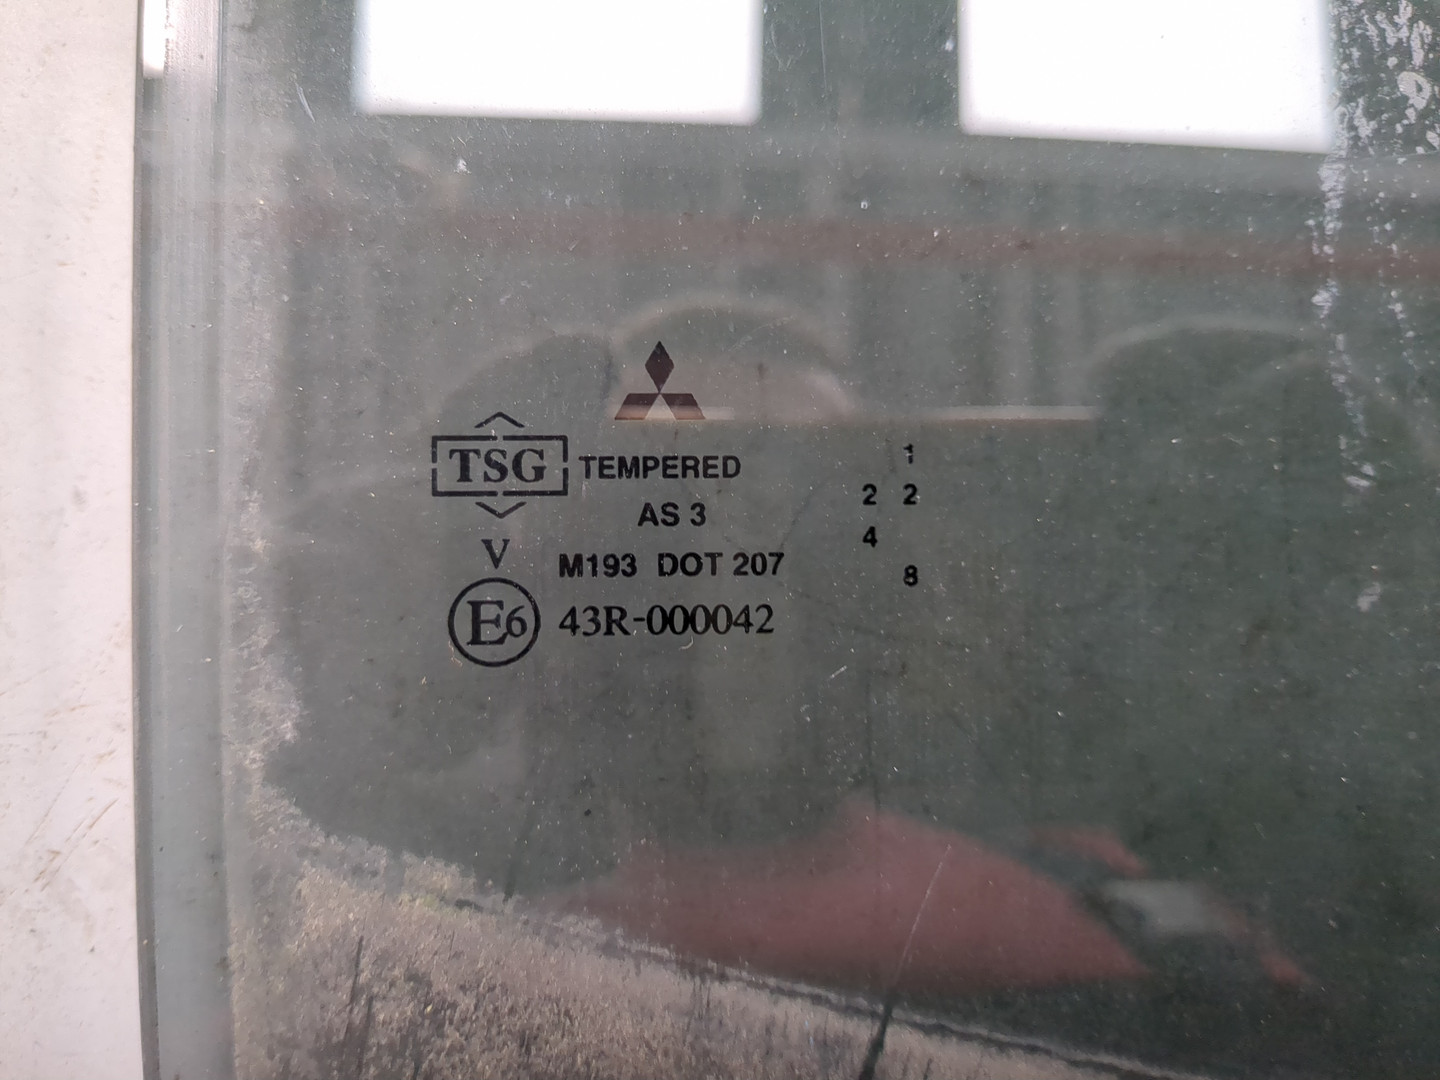 TSG TEMPERED
AS 3
V M193 DOT 207
E6 43R-000042
1
2 2
4
8